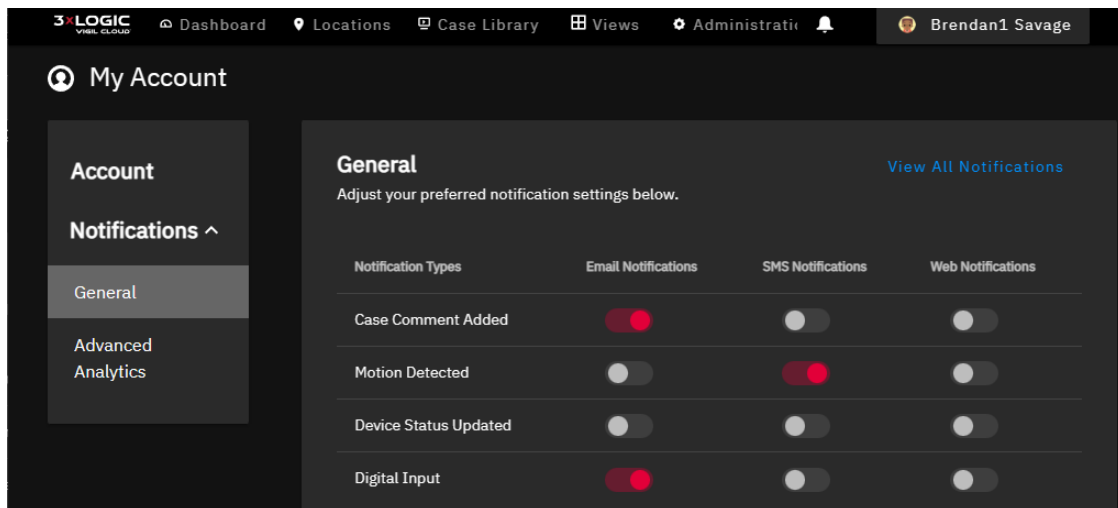 3xLOGIC
VIGIL CLOUD
Dashboard
Locations
Case Library
Views
Administratic
Brendan1 Savage
My Account
Account
Notifications
General
Advanced
Analytics
General
View All Notifications
Adjust your preferred notification settings below.
Notification Types
Email Notifications
SMS Notifications
Web Notifications
Case Comment Added
Motion Detected
Device Status Updated
Digital Input